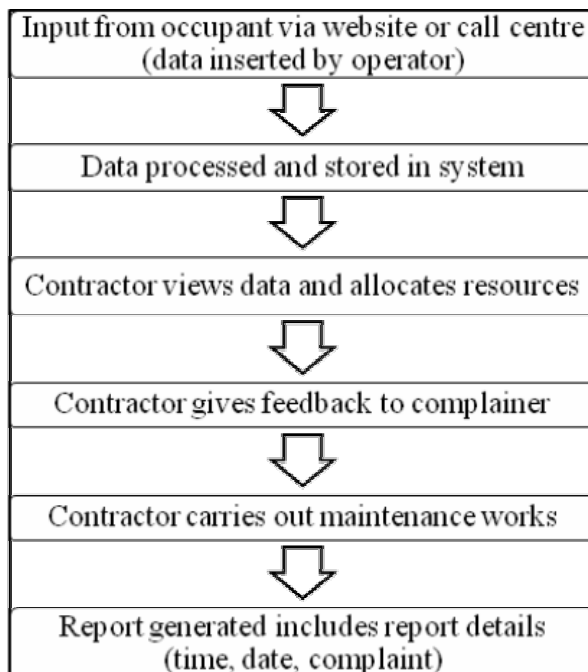 Input from occupant via website or call centre
(data inserted by operator)
Data processed and stored in system
Contractor views data and allocates resources
Contractor gives feedback to complainer
Contractor carries out maintenance works
Report generated includes report details
(time, date, complaint)